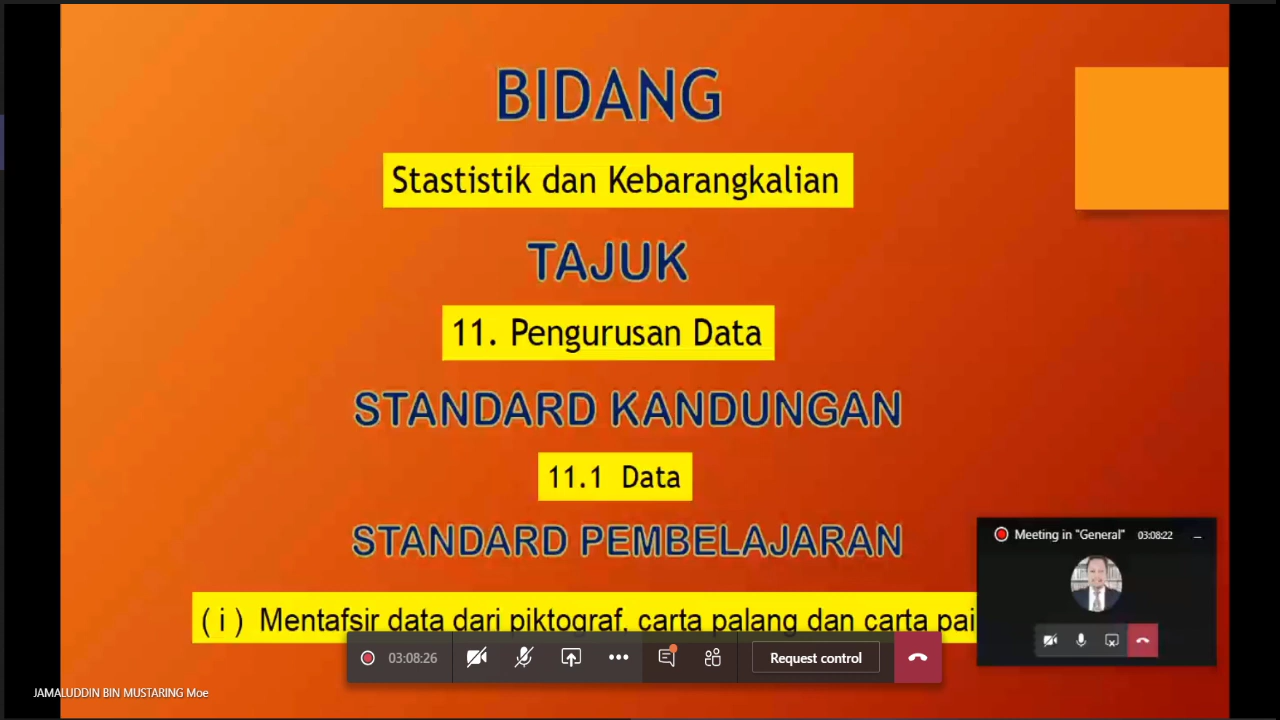 BIDANG
Stastistik dan Kebarangkalian
TAJUK
11. Pengurusan Data
STANDARD KANDUNGAN
11.1 Data
STANDARD PEMBELAJARAN
( i ) Mentafsir data dari piktograf, carta palang dan carta pai
Meeting in "General" 03:08:22
03:08:26
Request control
JAMALUDDIN BIN MUSTARING Moe